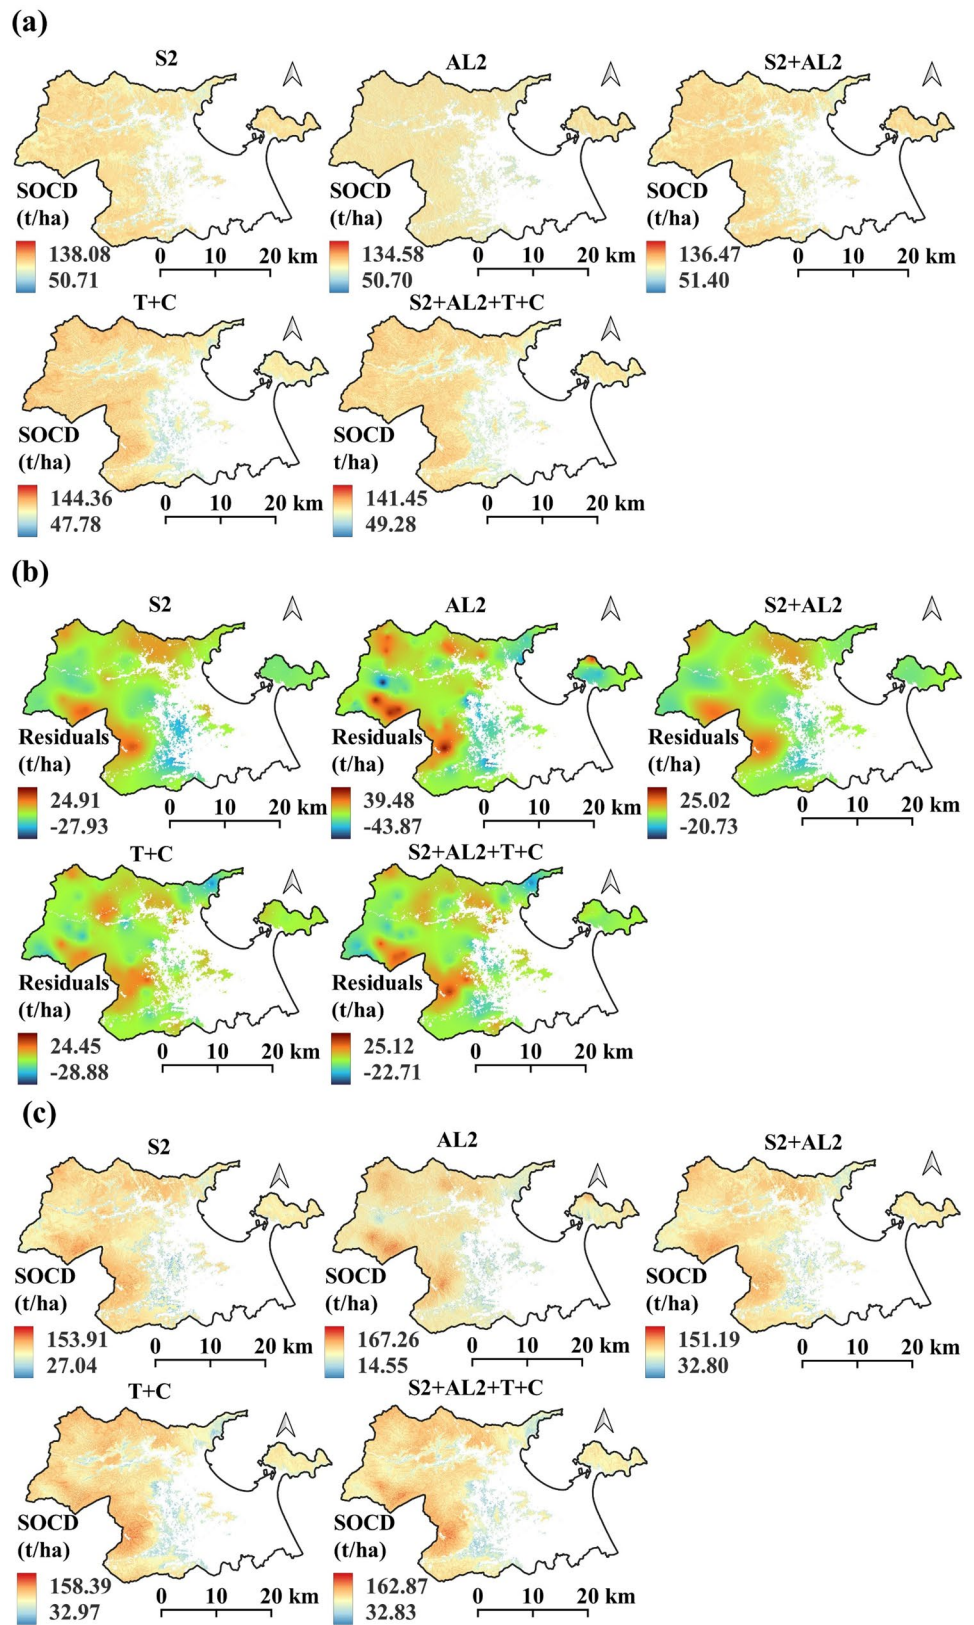 (a)
S2
AL2
S2+AL2
SOCD
(t/ha)
138.08
50.71
0 10 20 km
SOCD
(t/ha)
134.58
50.70
0 10 20 km
SOCD
(t/ha)
136.47
51.40
0 10 20 km
T+C
S2+AL2+T+C
SOCD
(t/ha)
144.36
47.78
0 10 20 km
SOCD
t/ha)
141.45
49.28
0 10 20 km
(b)
S2
AL2
S2+AL2
Residuals
(t/ha)
24.91
-27.93
0 10 20 km
Residuals
(t/ha)
39.48
-43.87
0 10 20 km
Residuals
(t/ha)
25.02
-20.73
0 10 20 km
T+C
S2+AL2+T+C
Residuals
(t/ha)
24.45
-28.88
0 10 20 km
Residuals
(t/ha)
25.12
-22.71
0 10 20 km
(c)
S2
AL2
S2+AL2
SOCD
(t/ha)
153.91
27.04
0 10 20 km
SOCD
(t/ha)
167.26
14.55
0 10 20 km
SOCD
(t/ha)
151.19
32.80
0 10 20 km
T+C
S2+AL2+T+C
SOCD
(t/ha)
158.39
32.97
0 10 20 km
SOCD
(t/ha)
162.87
32.83
0 10 20 km